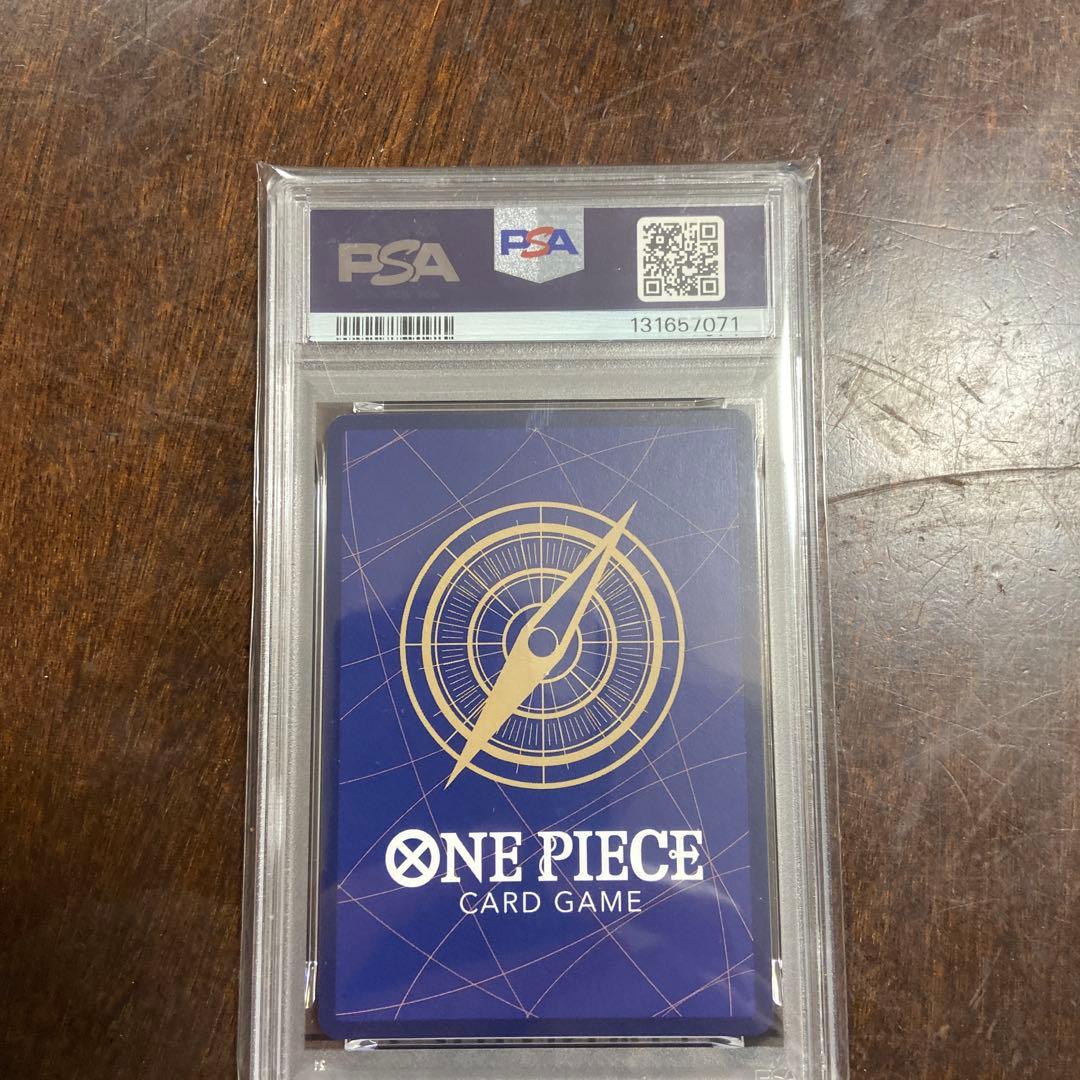 PSA
PSA
131657071
ONE PIECE
CARD GAME